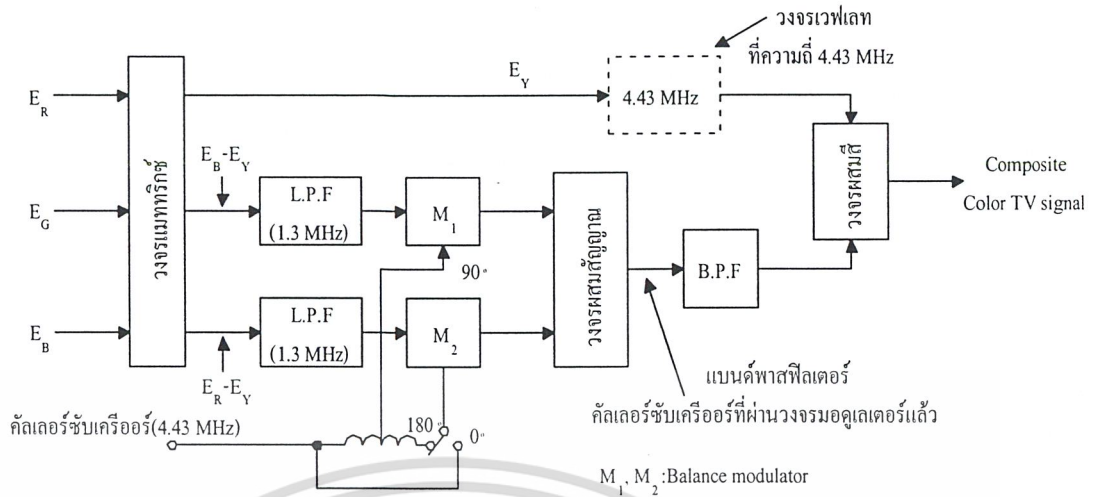 วงจรเวฟเลท
ที่ความถี่ 4.43 MHz
E_R
E_Y
4.43 MHz
วงจรแมททริกซ์
E_B-E_Y
L.P.F
(1.3 MHz)
M_1
90°
E_G
วงจรผสมสัญญาณ
B.P.F
วงจรผสมสี
Composite
Color TV signal
E_B
L.P.F
(1.3 MHz)
M_2
E_R-E_Y
แบนด์พาสฟิลเตอร์
คัลเลอร์ซับเครีออร์ที่ผ่านวงจรมอดูเลเตอร์แล้ว
คัลเลอร์ซับเครีออร์(4.43 MHz)
180°
0°
M_1, M_2 :Balance modulator